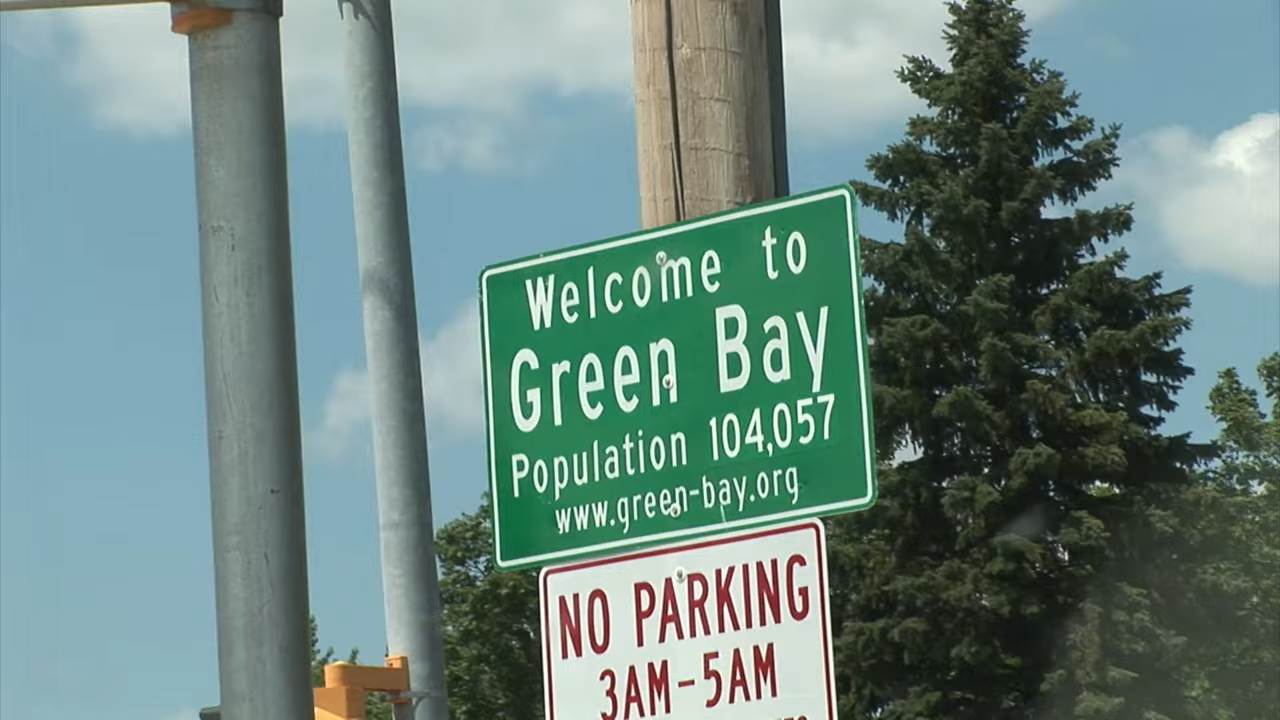 Welcome to
Green Bay
Population 104,057
www.green-bay.org
NO PARKING
3AM-5AM